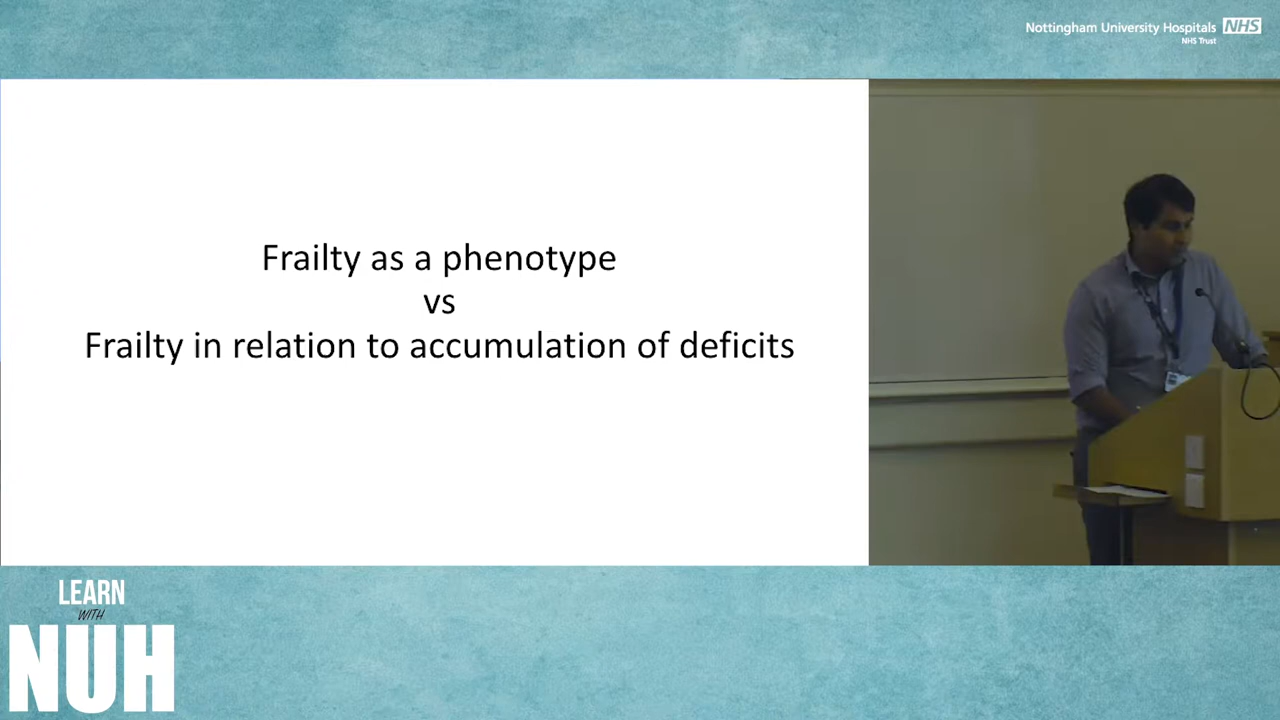 Nottingham University Hospitals NHS
NHS Trust
Frailty as a phenotype
vs
Frailty in relation to accumulation of deficits
LEARN
WITH
NUH